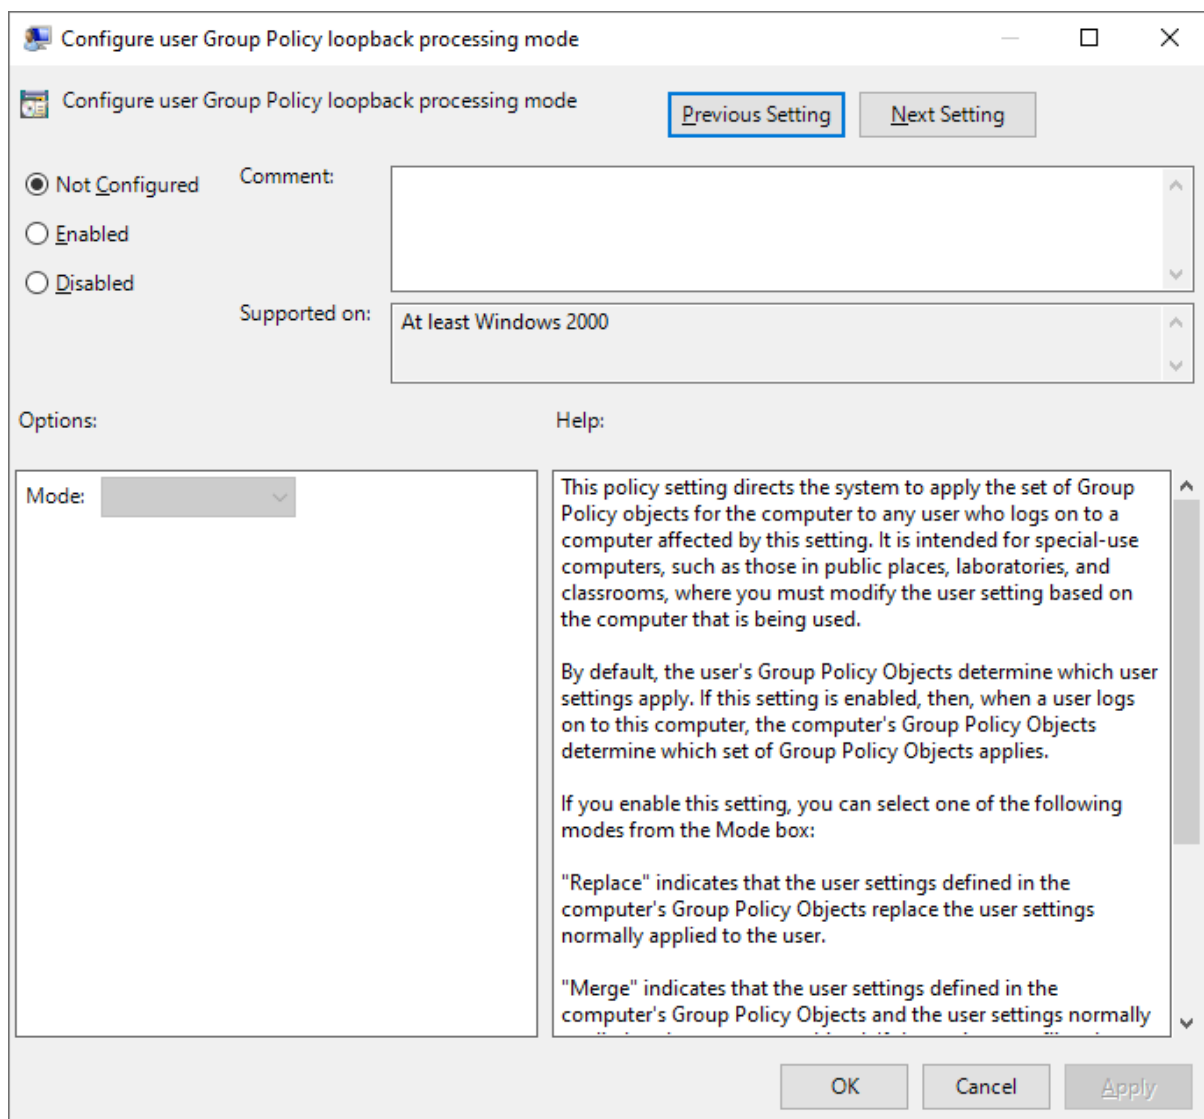 Configure user Group Policy loopback processing mode
Configure user Group Policy loopback processing mode
Previous Setting
Next Setting
Not Configured
Enabled
Disabled
Comment:
Supported on:
At least Windows 2000
Options:
Help:
Mode:
This policy setting directs the system to apply the set of Group
Policy objects for the computer to any user who logs on to a
computer affected by this setting. It is intended for special-use
computers, such as those in public places, laboratories, and
classrooms, where you must modify the user setting based on
the computer that is being used.
By default, the user's Group Policy Objects determine which user
settings apply. If this setting is enabled, then, when a user logs
on to this computer, the computer's Group Policy Objects
determine which set of Group Policy Objects applies.
If you enable this setting, you can select one of the following
modes from the Mode box:
"Replace" indicates that the user settings defined in the
computer's Group Policy Objects replace the user settings
normally applied to the user.
"Merge" indicates that the user settings defined in the
computer's Group Policy Objects and the user settings normally
OK
Cancel
Apply